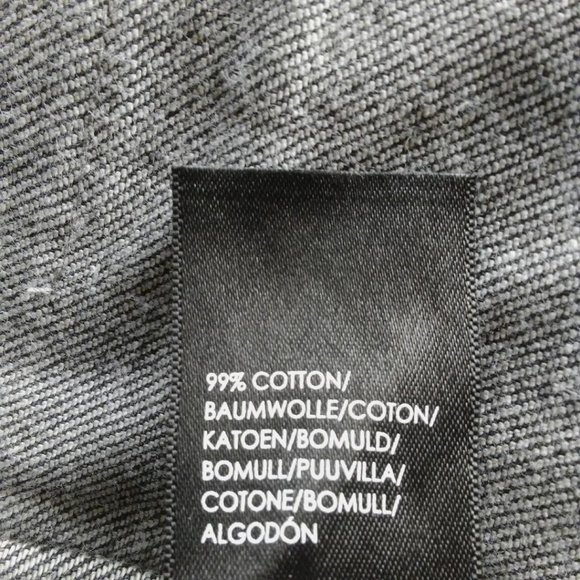 99% COTTON/
BAUMWOLLE/COTON/
KATOEN/BOMULD/
BOMULL/PUUVILLA/
COTONE/BOMULL/
ALGODÓN